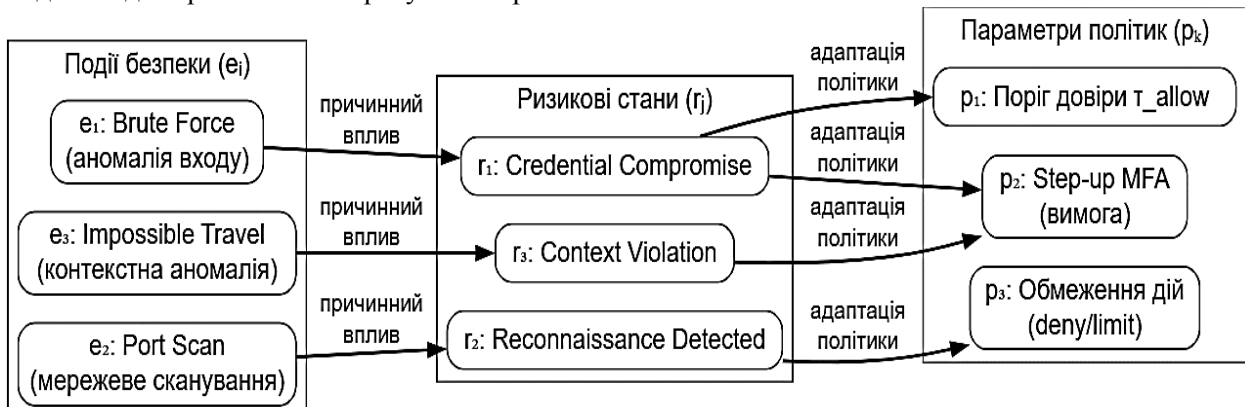 Події безпеки (eᵢ)
e₁: Brute Force
(аномалія входу)
e₃: Impossible Travel
(контекстна аномалія)
e₂: Port Scan
(мережеве сканування)
причинний
вплив
причинний
вплив
причинний
вплив
Ризикові стани (rⱼ)
r₁: Credential Compromise
r₃: Context Violation
r₂: Reconnaissance Detected
адаптація
політики
адаптація
політики
адаптація
політики
адаптація
політики
Параметри політик (pₖ)
p₁: Поріг довіри τ_allow
p₂: Step-up MFA
(вимога)
p₃: Обмеження дій
(deny/limit)